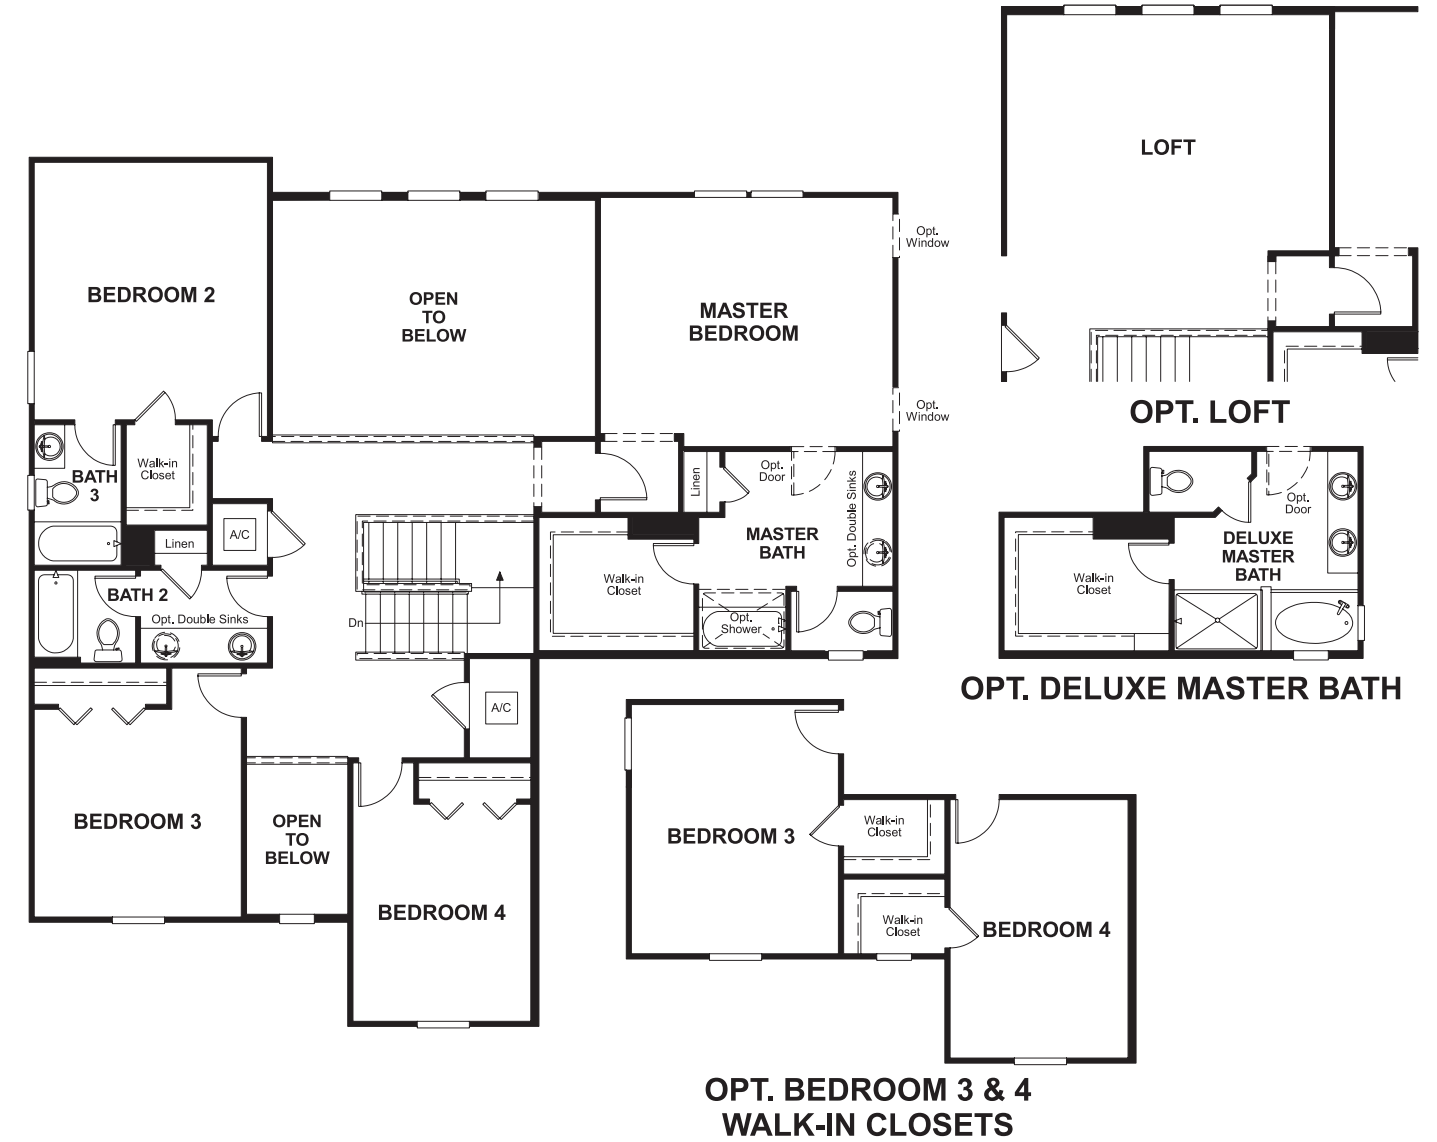 LOFT
OPT. LOFT
BEDROOM 2
OPEN
TO
BELOW
MASTER
BEDROOM
Opt.
Window
Opt.
Window
BATH
3
Walk-in
Closet
A/C
Linen
BATH 2
Opt. Double Sinks
Dn
Linen
Opt.
Door
Opt. Double Sinks
MASTER
BATH
Walk-in
Closet
Opt.
Shower
A/C
BEDROOM 3
OPEN
TO
BELOW
BEDROOM 4
Opt.
Door
DELUXE
MASTER
BATH
Walk-in
Closet
OPT. DELUXE MASTER BATH
BEDROOM 3
Walk-in
Closet
Walk-in
Closet
BEDROOM 4
OPT. BEDROOM 3 & 4
WALK-IN CLOSETS